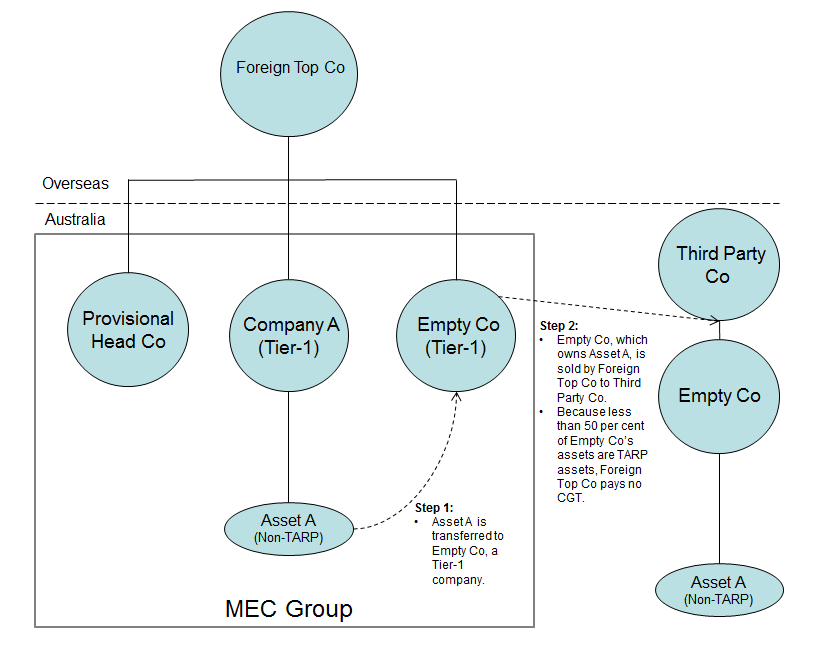 Foreign Top Co
Overseas
Australia
Third Party
Co
Provisional
Head Co
Company A
(Tier-1)
Empty Co
(Tier-1)
Step 2:
• Empty Co, which
owns Asset A, is
sold by Foreign
Top Co to Third
Party Co.
• Because less
than 50 per cent
of Empty Co's
assets are TARP
assets, Foreign
Top Co pays no
CGT.
Empty Co
Step 1:
• Asset A is
transferred to
Empty Co, a
Tier-1
company.
Asset A
(Non-TARP)
Asset A
(Non-TARP)
MEC Group